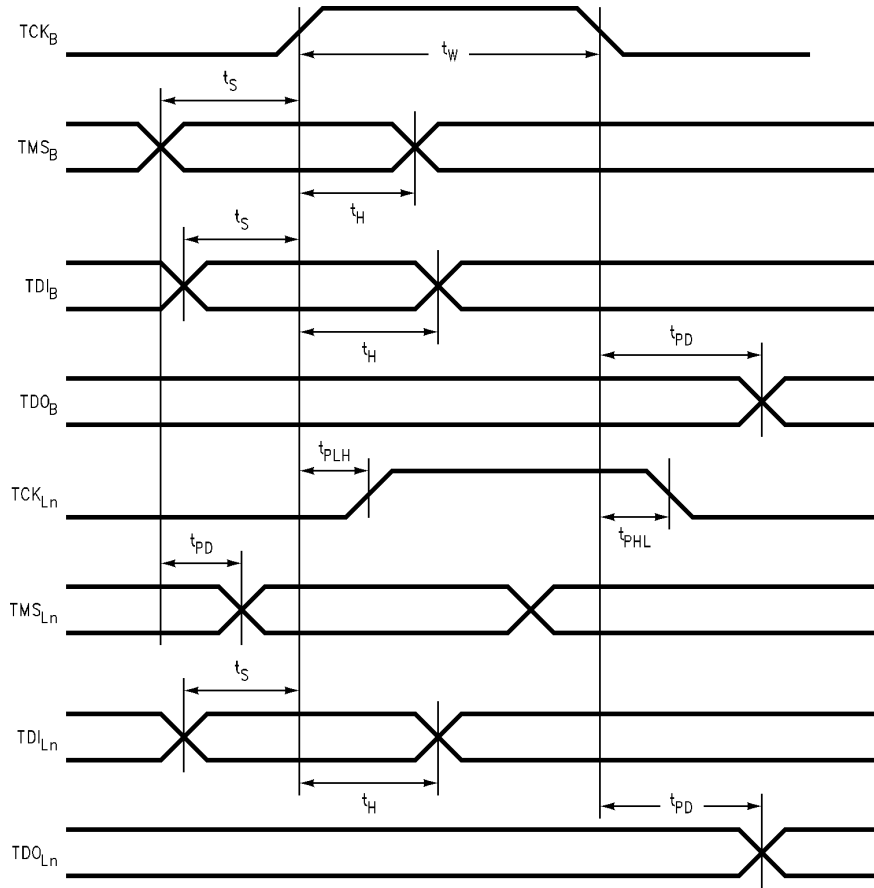 TCK_B
t_W
t_S
TMS_B
t_H
t_S
TDI_B
t_H
t_PD
TDO_B
t_PLH
TCK_Ln
t_PHL
t_PD
TMS_Ln
t_S
TDI_Ln
t_H
t_PD
TDO_Ln